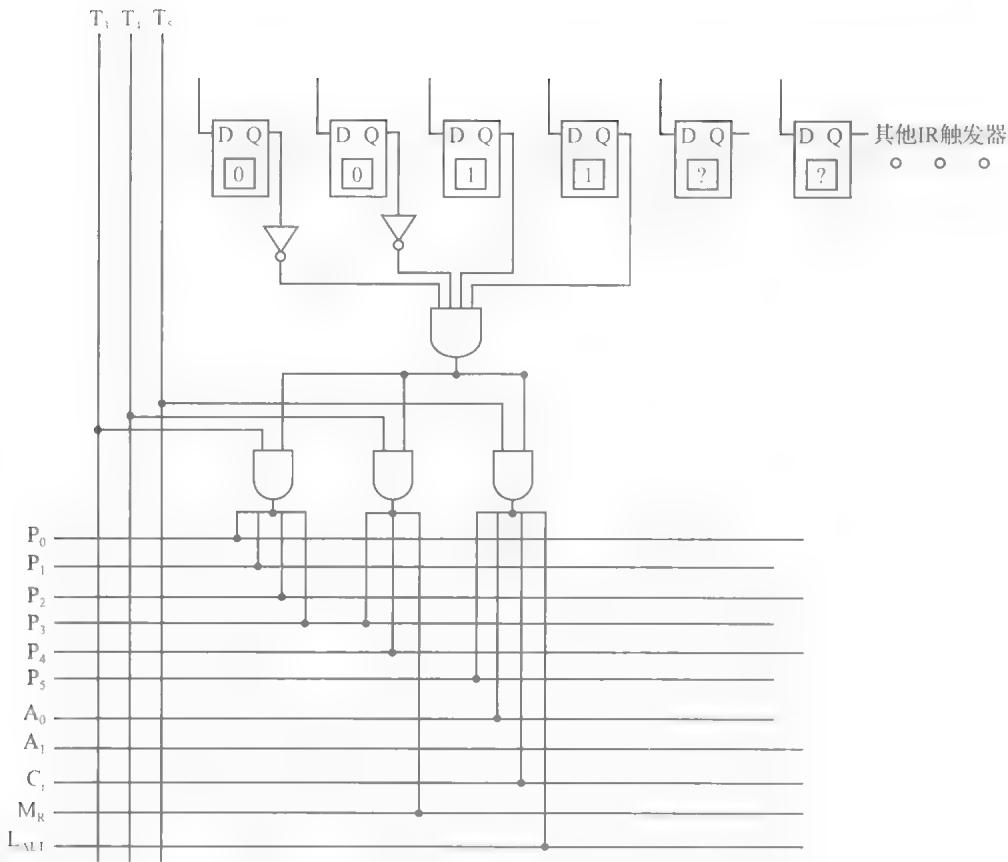 T₃ T₄ T₅
D Q D Q D Q D Q D Q D Q 其他IR触发器
0 0 1 1 ? ?
P₀
P₁
P₂
P₃
P₄
P₅
A₀
A₁
M_R